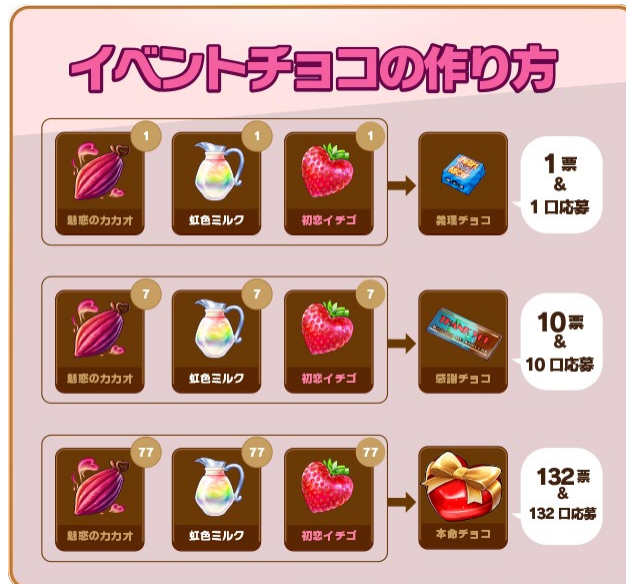 イベントチョコの作り方
1
1
1
魅惑のカカオ
虹色ミルク
初恋イチゴ
義理チョコ
1票
&
1口応募
7
7
7
魅惑のカカオ
虹色ミルク
初恋イチゴ
THANK YOU
感謝チョコ
10票
&
10口応募
77
77
77
魅惑のカカオ
虹色ミルク
初恋イチゴ
本命チョコ
132票
&
132口応募